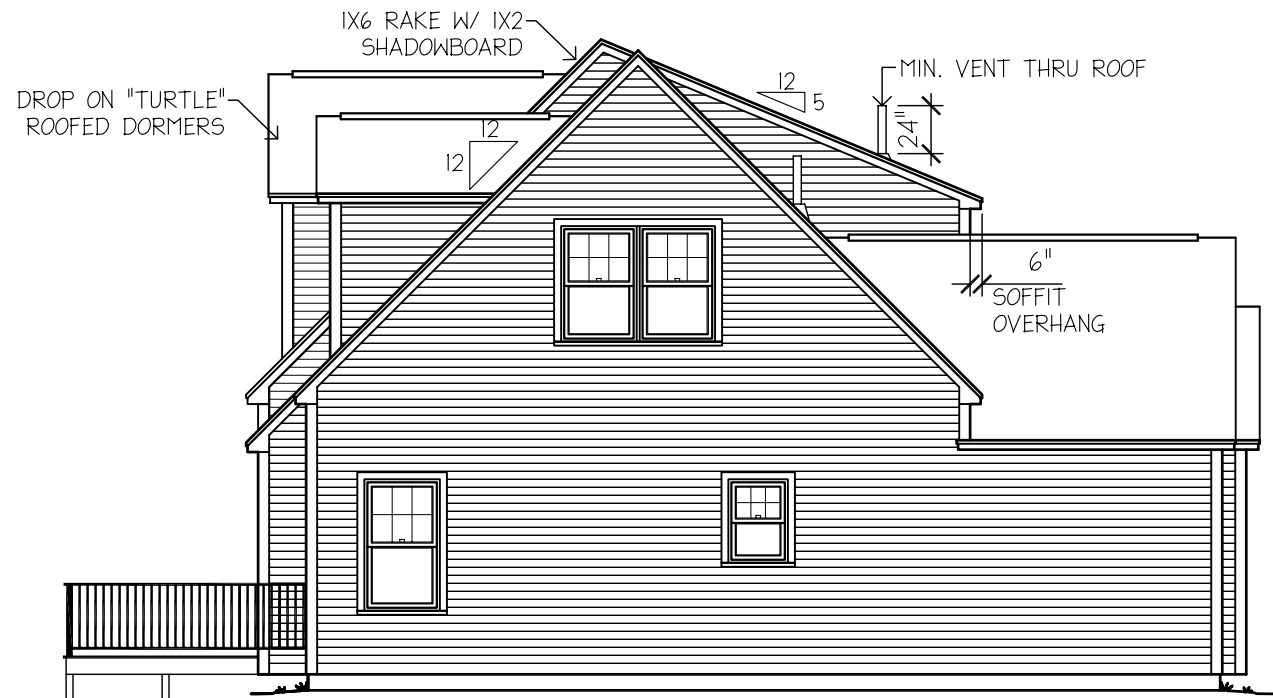 1X6 RAKE W/ 1X2
SHADOWBOARD
DROP ON "TURTLE"
ROOFED DORMERS
12
12
12
5
MIN. VENT THRU ROOF
24"
6"
SOFFIT
OVERHANG